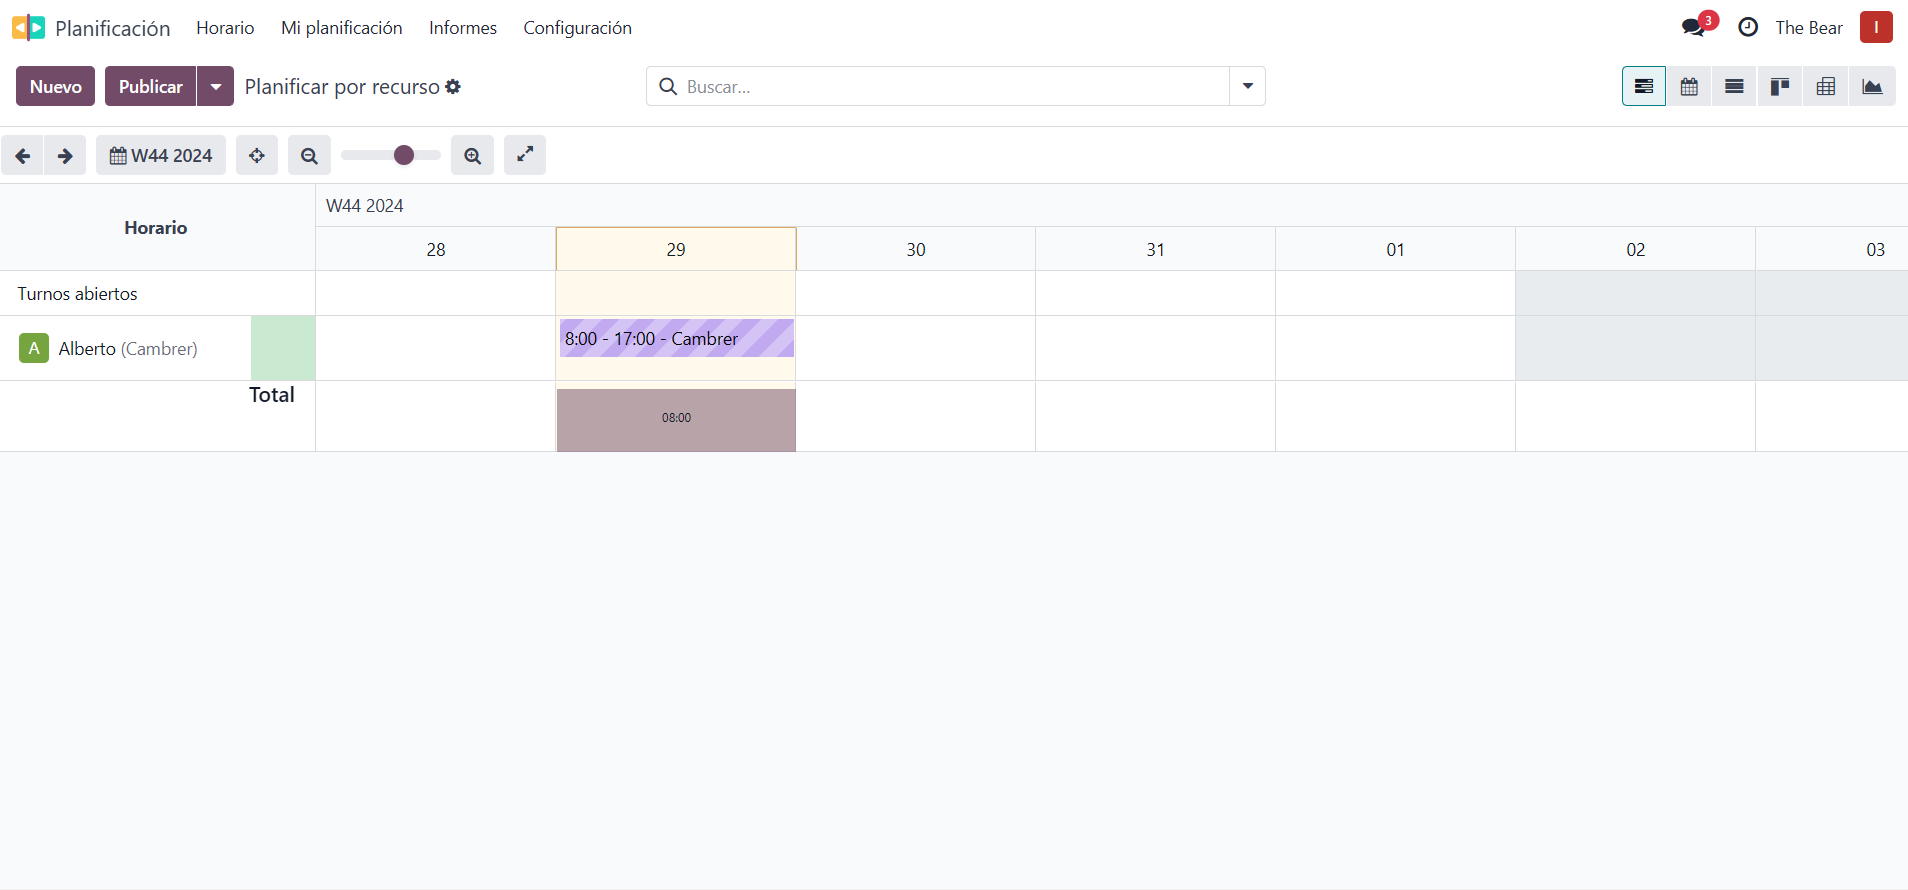 Planificación Horario Mi planificación Informes Configuración 3 The Bear I
Nuevo Publicar Planificar por recurso Buscar...
W44 2024
Horario W44 2024
28 29 30 31 01 02 03
Turnos abiertos
A Alberto (Cambrer) 8:00 - 17:00 - Cambrer
Total 08:00